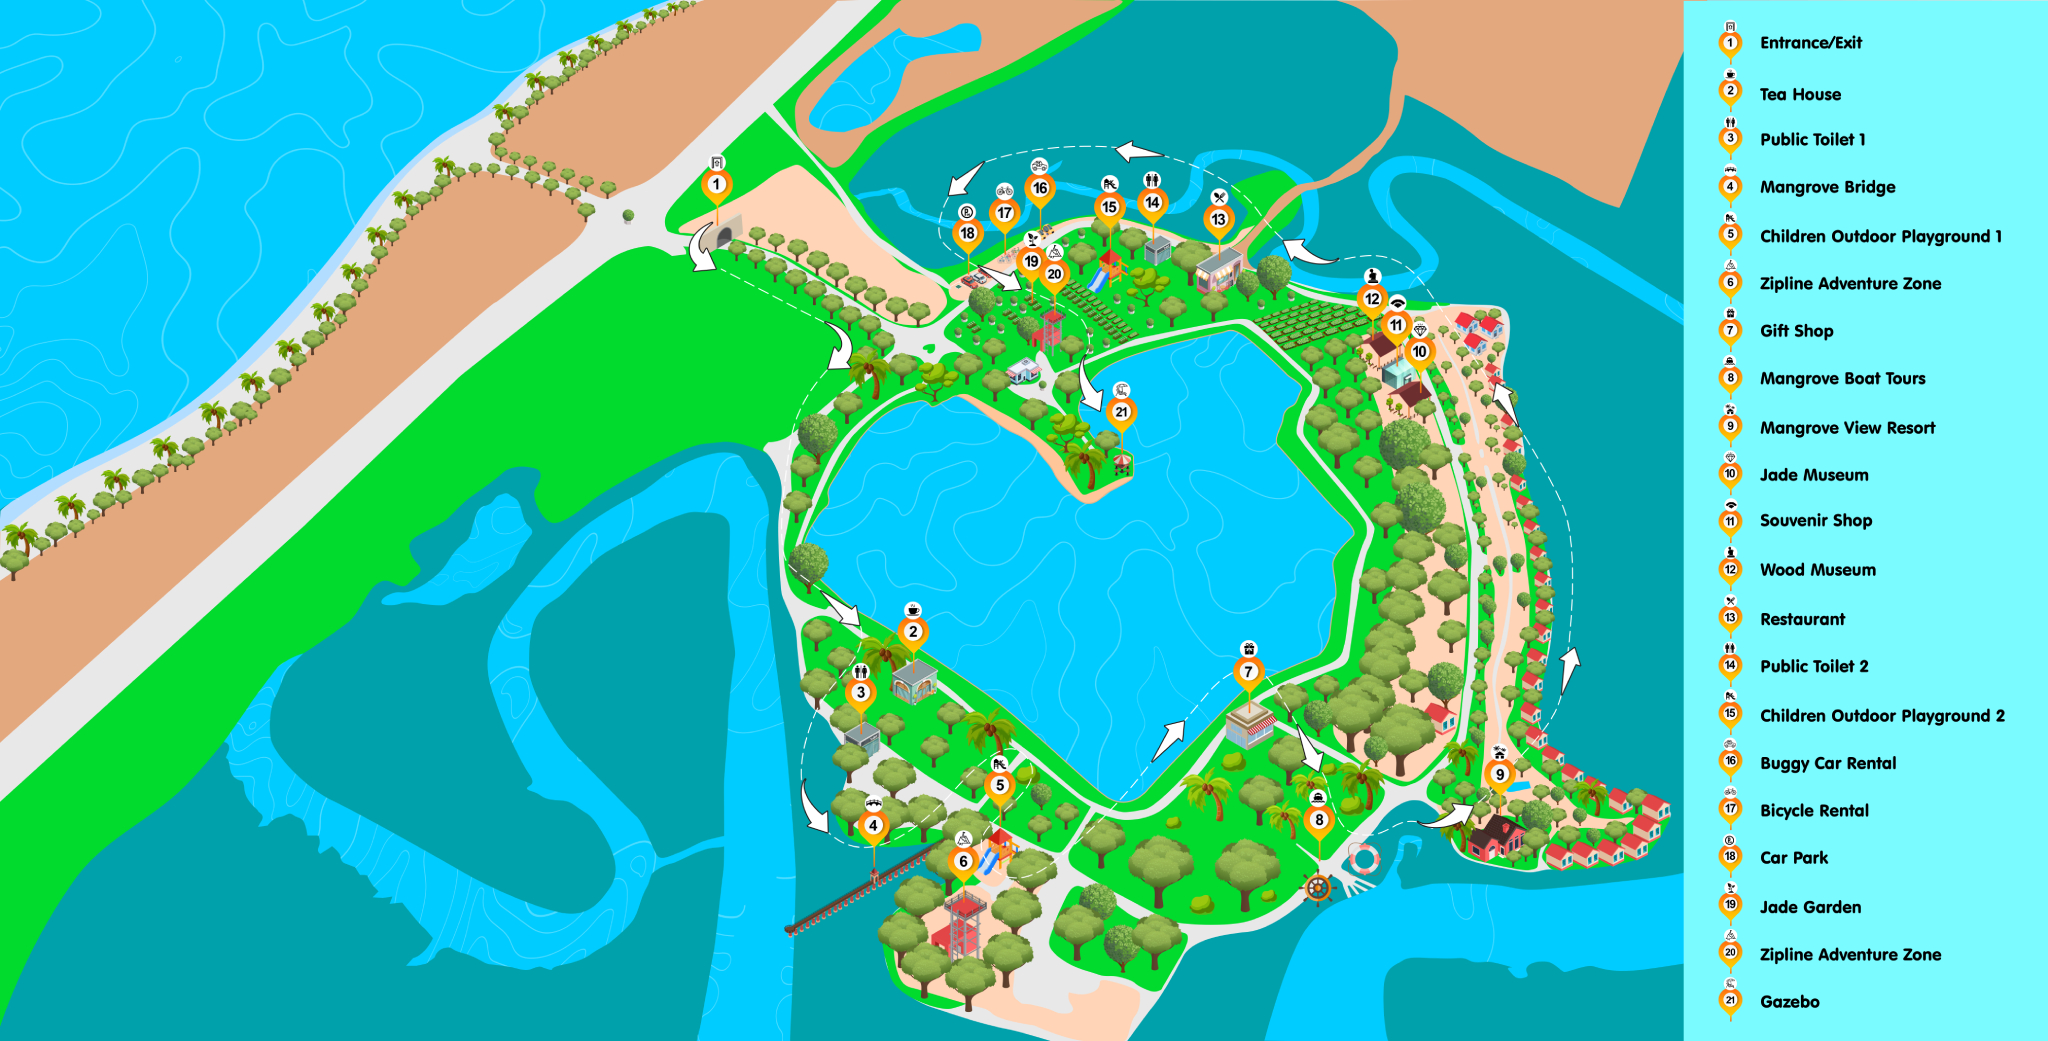 1
16
14
17
15
13
18
19
20
12
11
10
21
2
7
3
9
5
8
4
6
1 Entrance/Exit
2 Tea House
3 Public Toilet 1
4 Mangrove Bridge
5 Children Outdoor Playground 1
6 Zipline Adventure Zone
7 Gift Shop
8 Mangrove Boat Tours
9 Mangrove View Resort
10 Jade Museum
11 Souvenir Shop
12 Wood Museum
13 Restaurant
14 Public Toilet 2
15 Children Outdoor Playground 2
16 Buggy Car Rental
17 Bicycle Rental
18 Car Park
19 Jade Garden
20 Zipline Adventure Zone
21 Gazebo